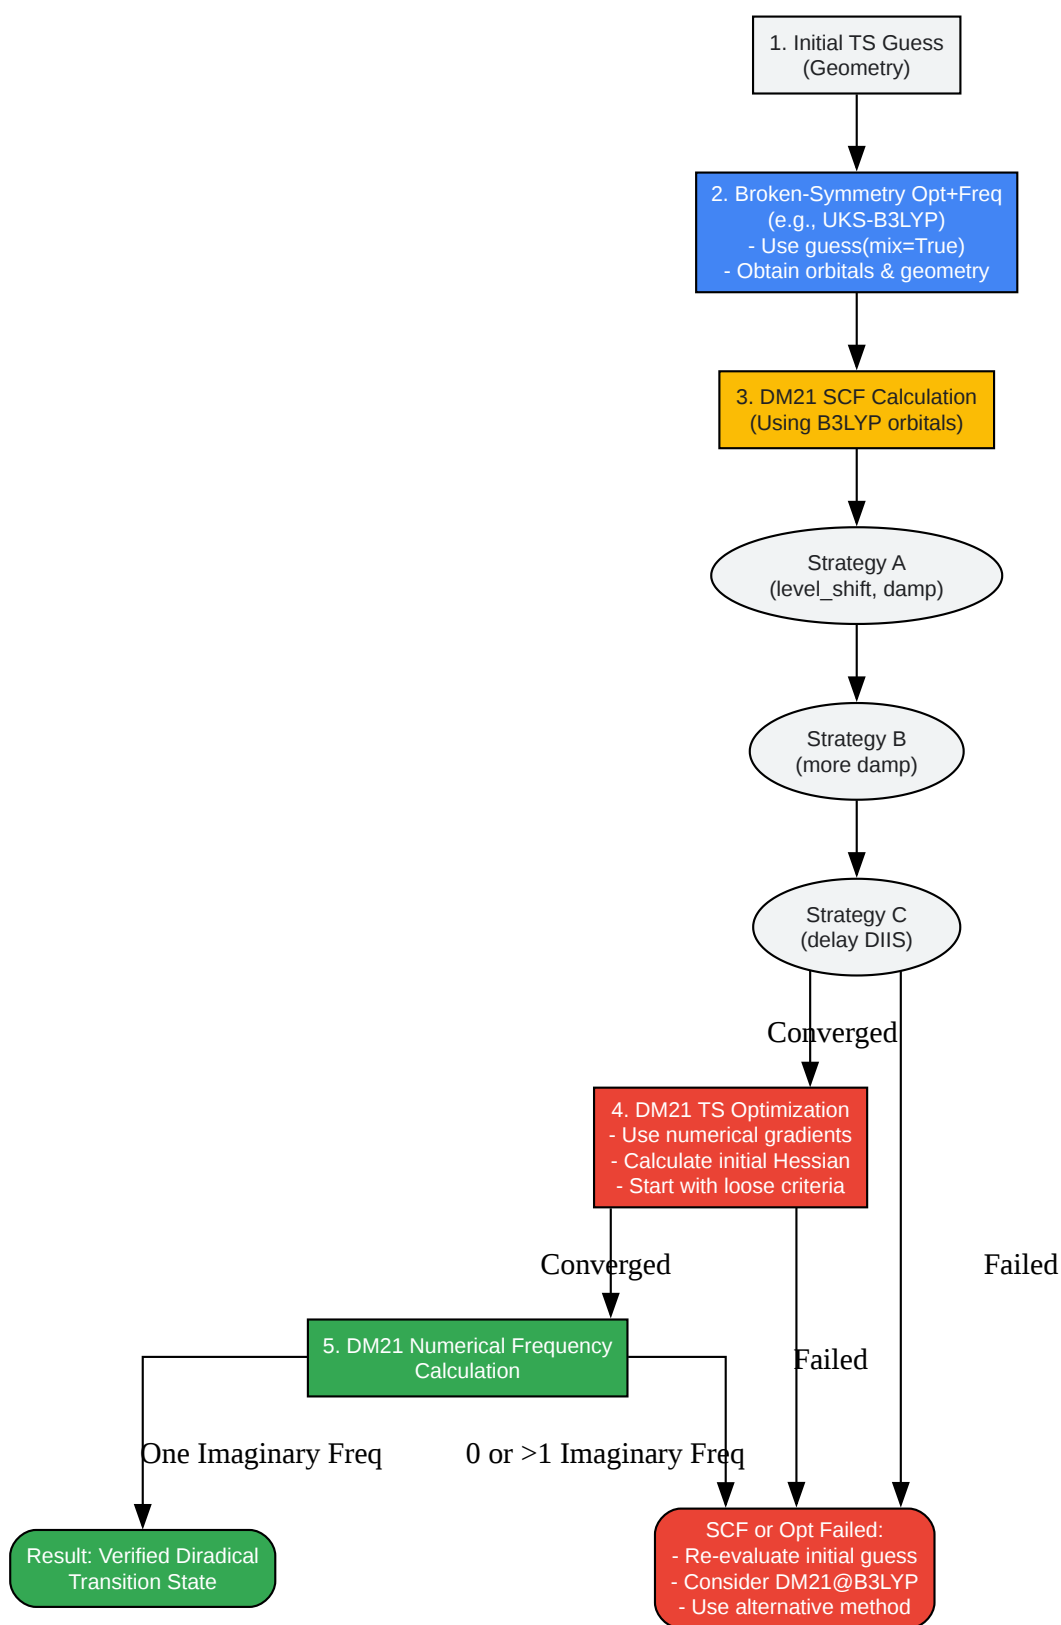 1. Initial TS Guess
(Geometry)
2. Broken-Symmetry Opt+Freq
(e.g., UKS-B3LYP)
- Use guess(mix=True)
- Obtain orbitals & geometry
3. DM21 SCF Calculation
(Using B3LYP orbitals)
Strategy A
(level_shift, damp)
Strategy B
(more damp)
Strategy C
(delay DIIS)
Converged
4. DM21 TS Optimization
- Use numerical gradients
- Calculate initial Hessian
- Start with loose criteria
Converged
Failed
5. DM21 Numerical Frequency
Calculation
Failed
One Imaginary Freq
0 or >1 Imaginary Freq
Result: Verified Diradical
Transition State
SCF or Opt Failed:
- Re-evaluate initial guess
- Consider DM21@B3LYP
- Use alternative method